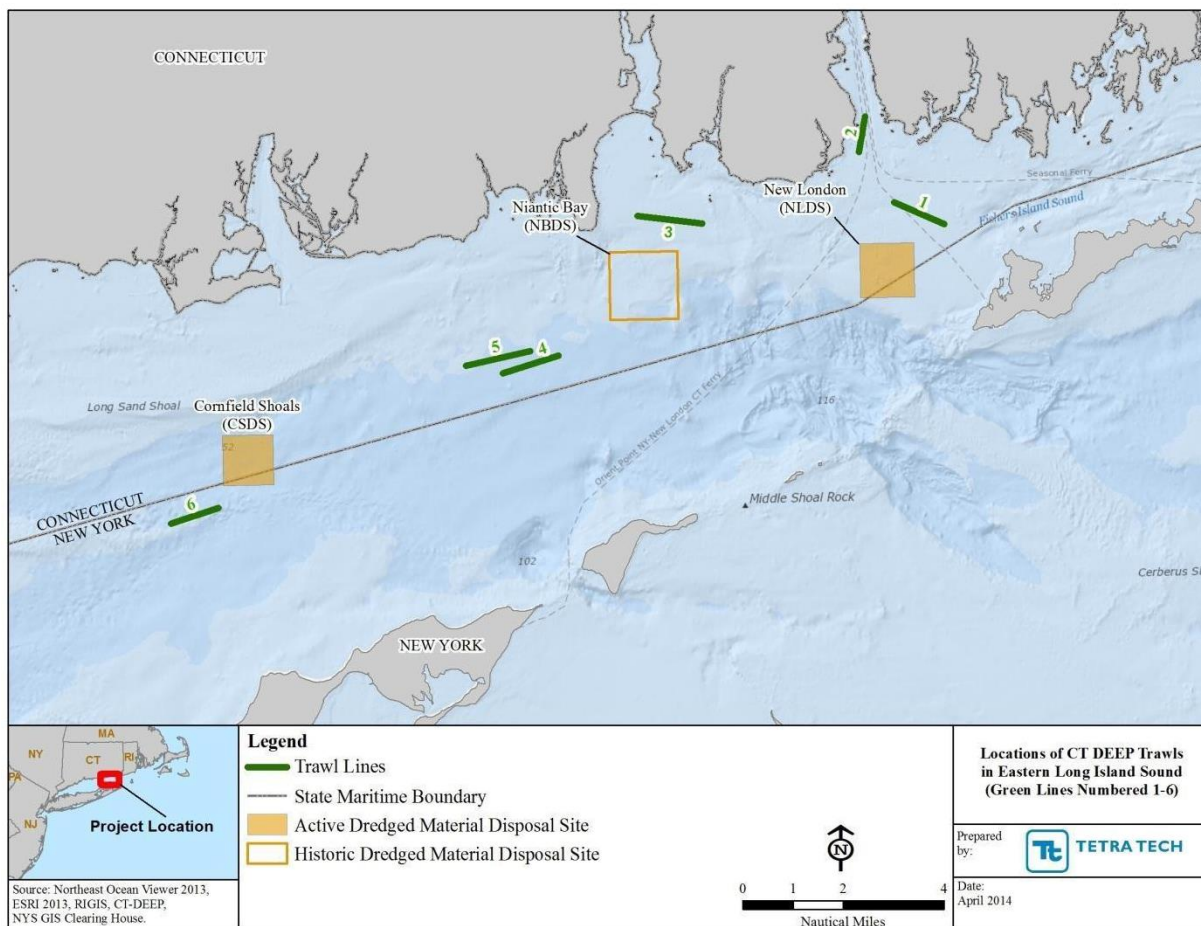 CONNECTICUT
2
Seasonal Ferry
New London
(NLDS)
1
Fishers Island Sound
Niantic Bay
(NBDS)
3
5
4
Long Sand Shoal
Cornfield Shoals
(CSDS)
52
116
Orient Point NY-New London CT Ferry
CONNECTICUT
NEW YORK
6
Middle Shoal Rock
102
Cerberus S
NEW YORK
MA
NY
CT
RI
PA
NJ
Project Location
Source: Northeast Ocean Viewer 2013,
ESRI 2013, RIGIS, CT-DEEP,
NYS GIS Clearing House.
Legend
Trawl Lines
State Maritime Boundary
Active Dredged Material Disposal Site
Historic Dredged Material Disposal Site
N
0 1 2 4
Nautical Miles
Locations of CT DEEP Trawls
in Eastern Long Island Sound
(Green Lines Numbered 1-6)
Prepared
by:
Tt TETRA TECH
Date:
April 2014